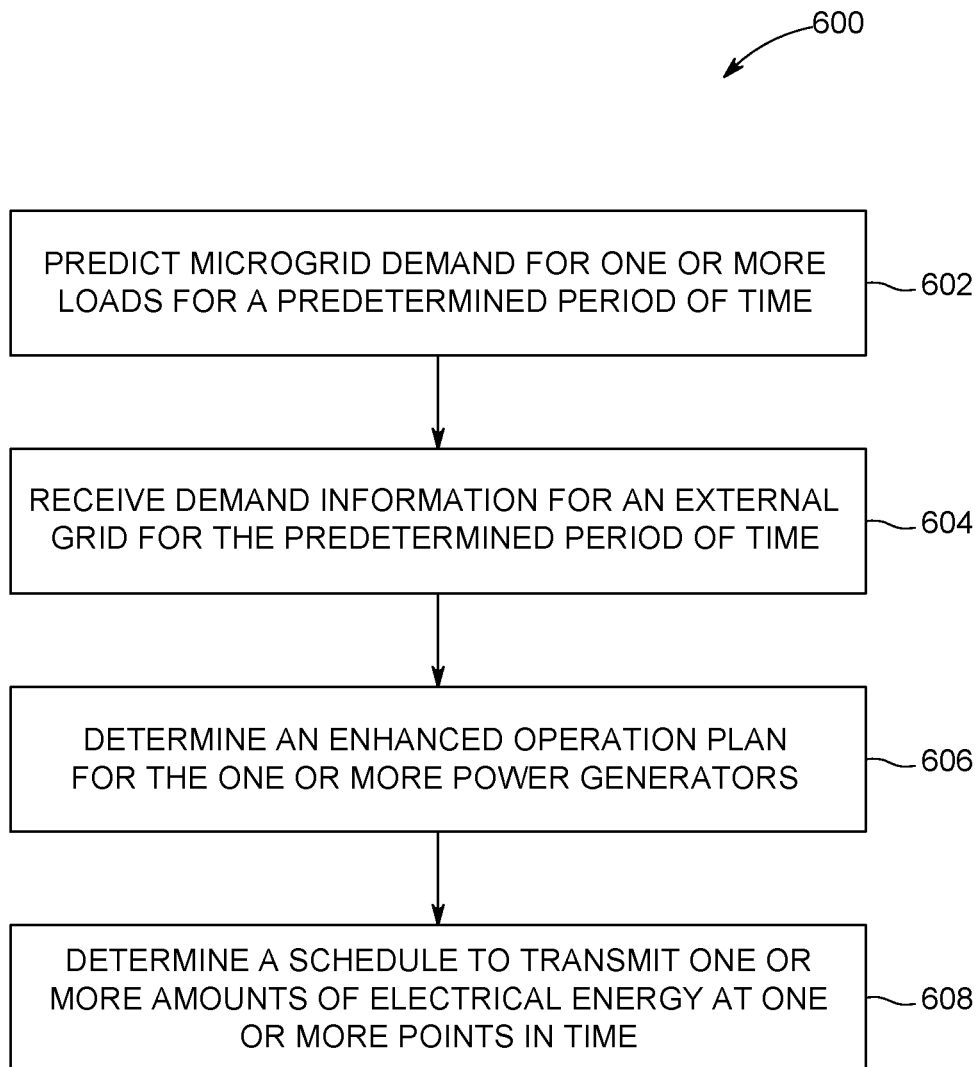 600
PREDICT MICROGRID DEMAND FOR ONE OR MORE
LOADS FOR A PREDETERMINED PERIOD OF TIME
602
RECEIVE DEMAND INFORMATION FOR AN EXTERNAL
GRID FOR THE PREDETERMINED PERIOD OF TIME
604
DETERMINE AN ENHANCED OPERATION PLAN
FOR THE ONE OR MORE POWER GENERATORS
606
DETERMINE A SCHEDULE TO TRANSMIT ONE OR
MORE AMOUNTS OF ELECTRICAL ENERGY AT ONE
OR MORE POINTS IN TIME
608